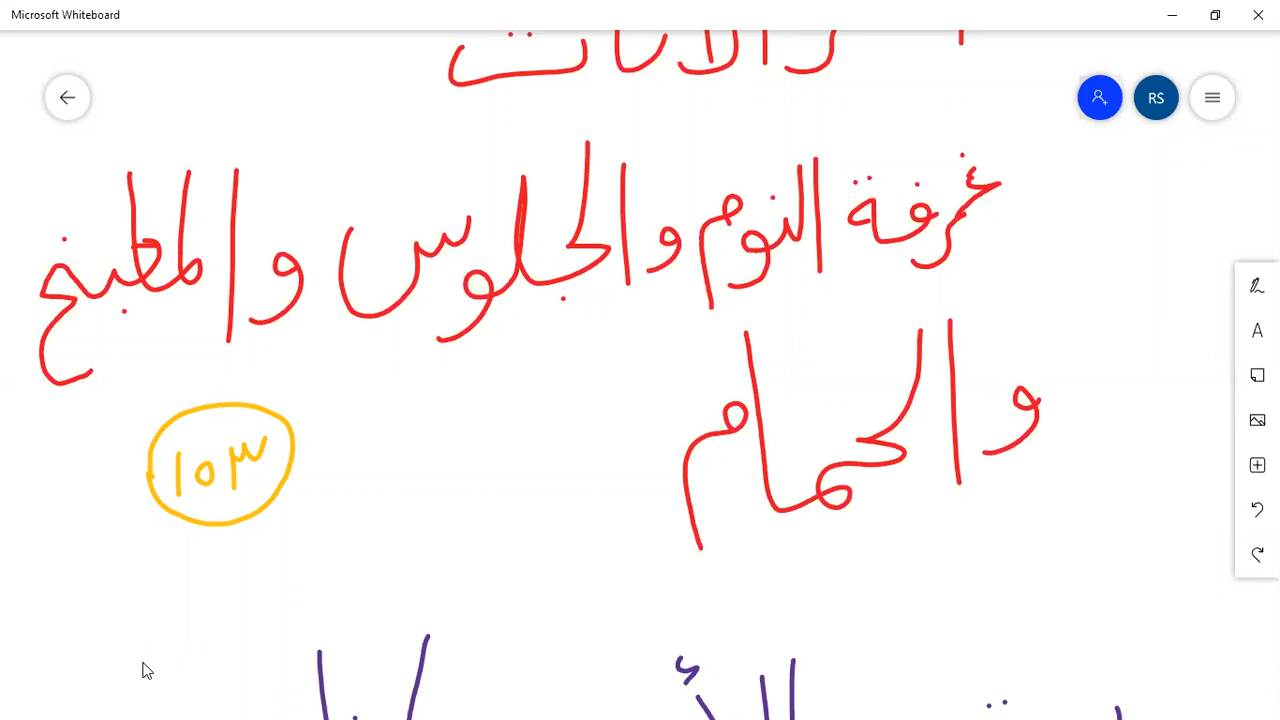 Microsoft Whiteboard
RS
غرفة النوم والجلوس والمطبخ
والحمام
١٥٣
A